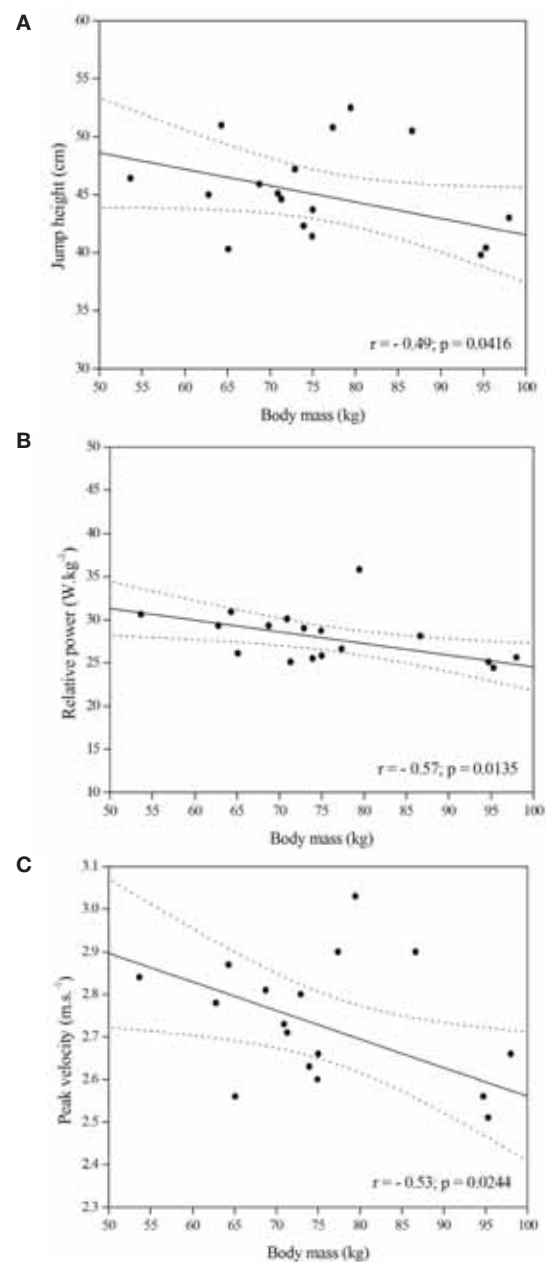 A
60
55
50
45
40
35
30
Jump height (cm)
r = - 0.49; p = 0.0416
50 55 60 65 70 75 80 85 90 95 100
Body mass (kg)
B
50
45
40
35
30
25
20
15
10
Relative power (W.kg⁻¹)
r = - 0.57; p = 0.0135
50 55 60 65 70 75 80 85 90 95 100
Body mass (kg)
C
3.1
3.0
2.9
2.8
2.7
2.6
2.5
2.4
2.3
Peak velocity (m.s.⁻¹)
r = - 0.53; p = 0.0244
50 55 60 65 70 75 80 85 90 95 100
Body mass (kg)